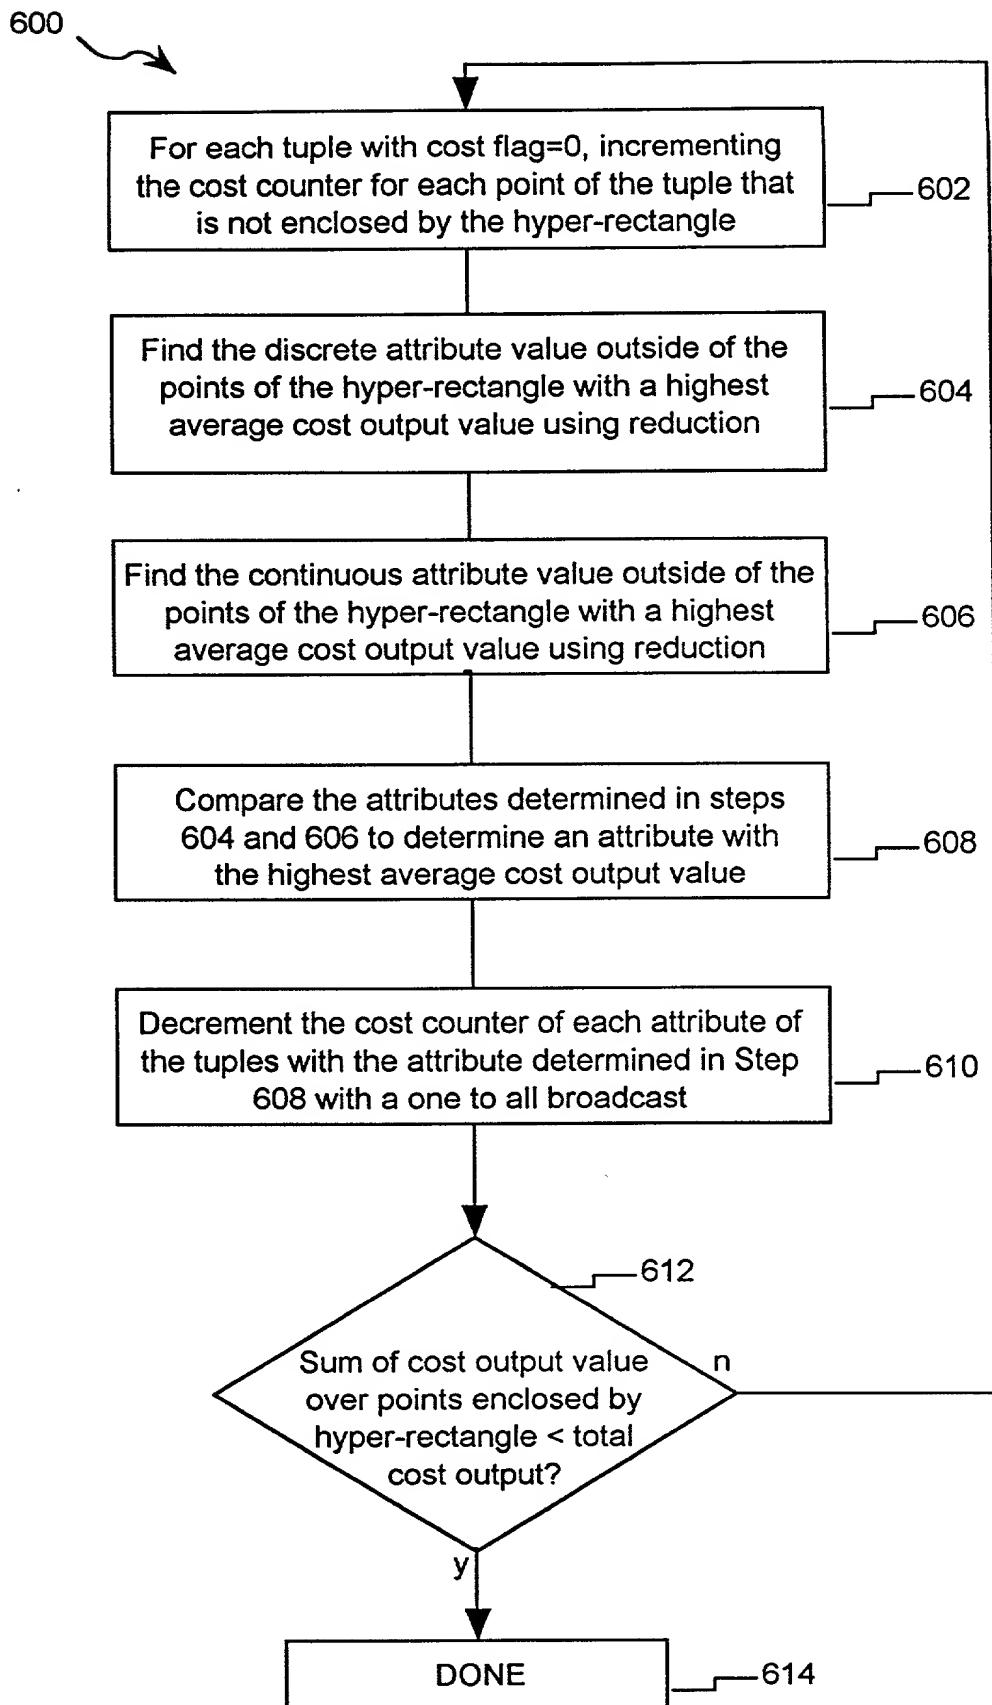 600
For each tuple with cost flag=0, incrementing
the cost counter for each point of the tuple that
is not enclosed by the hyper-rectangle
602
Find the discrete attribute value outside of the
points of the hyper-rectangle with a highest
average cost output value using reduction
604
Find the continuous attribute value outside of the
points of the hyper-rectangle with a highest
average cost output value using reduction
606
Compare the attributes determined in steps
604 and 606 to determine an attribute with
the highest average cost output value
608
Decrement the cost counter of each attribute of
the tuples with the attribute determined in Step
608 with a one to all broadcast
610
612
Sum of cost output value
over points enclosed by
hyper-rectangle < total
cost output?
n
y
DONE
614